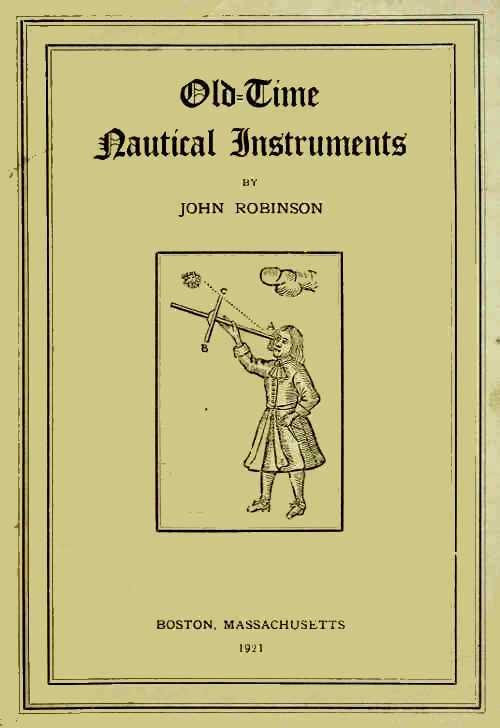 Old-Time
Nautical Instruments
BY
JOHN ROBINSON
C
A
B
BOSTON, MASSACHUSETTS
1921